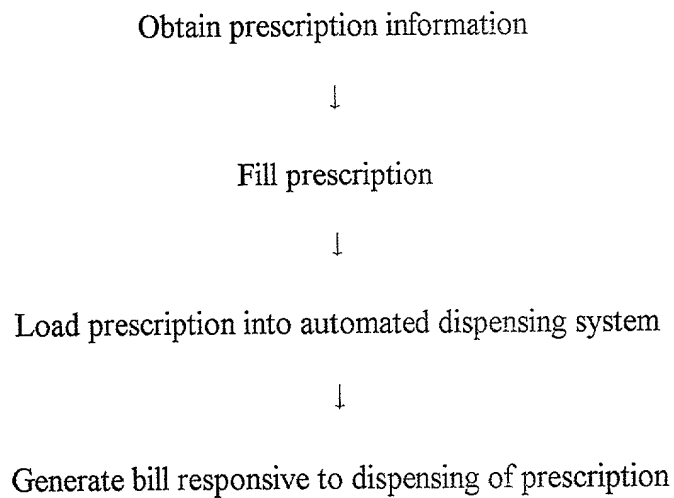 Obtain prescription information
↓
Fill prescription
↓
Load prescription into automated dispensing system
↓
Generate bill responsive to dispensing of prescription